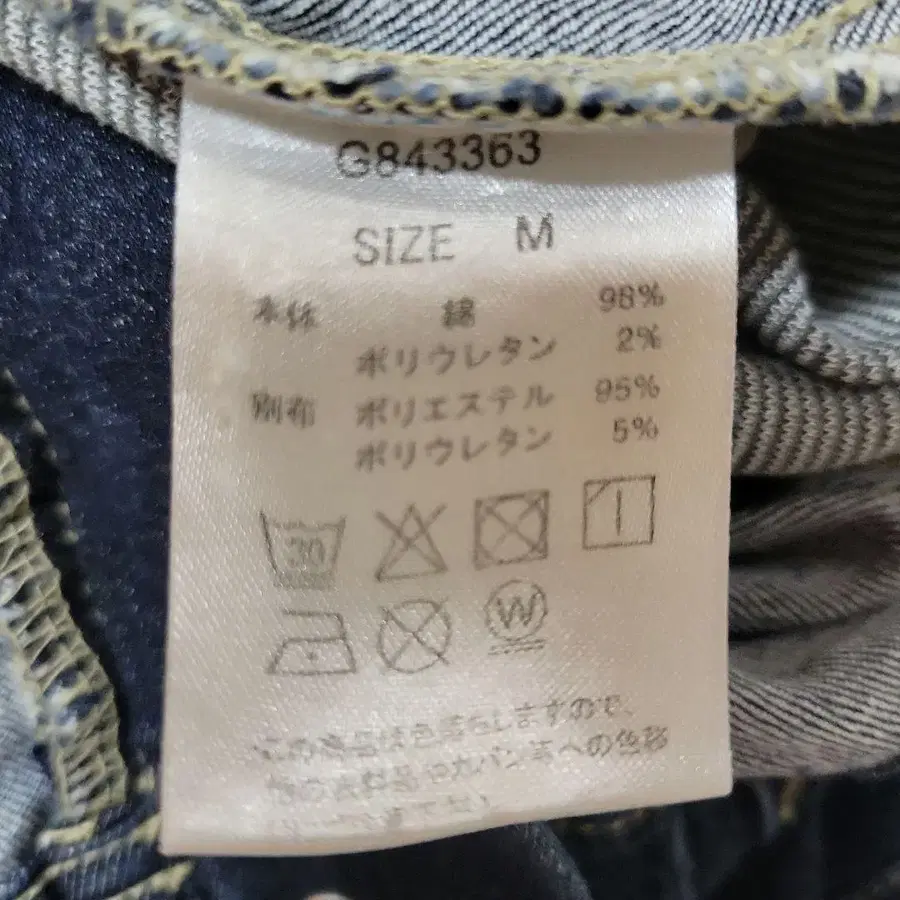 G843363
SIZE M
本体 綿 98%
ポリウレタン 2%
別布 ポリエステル 95%
ポリウレタン 5%
30
W
この商品は色落ちしますので、
他の衣料品やカバン等への色移